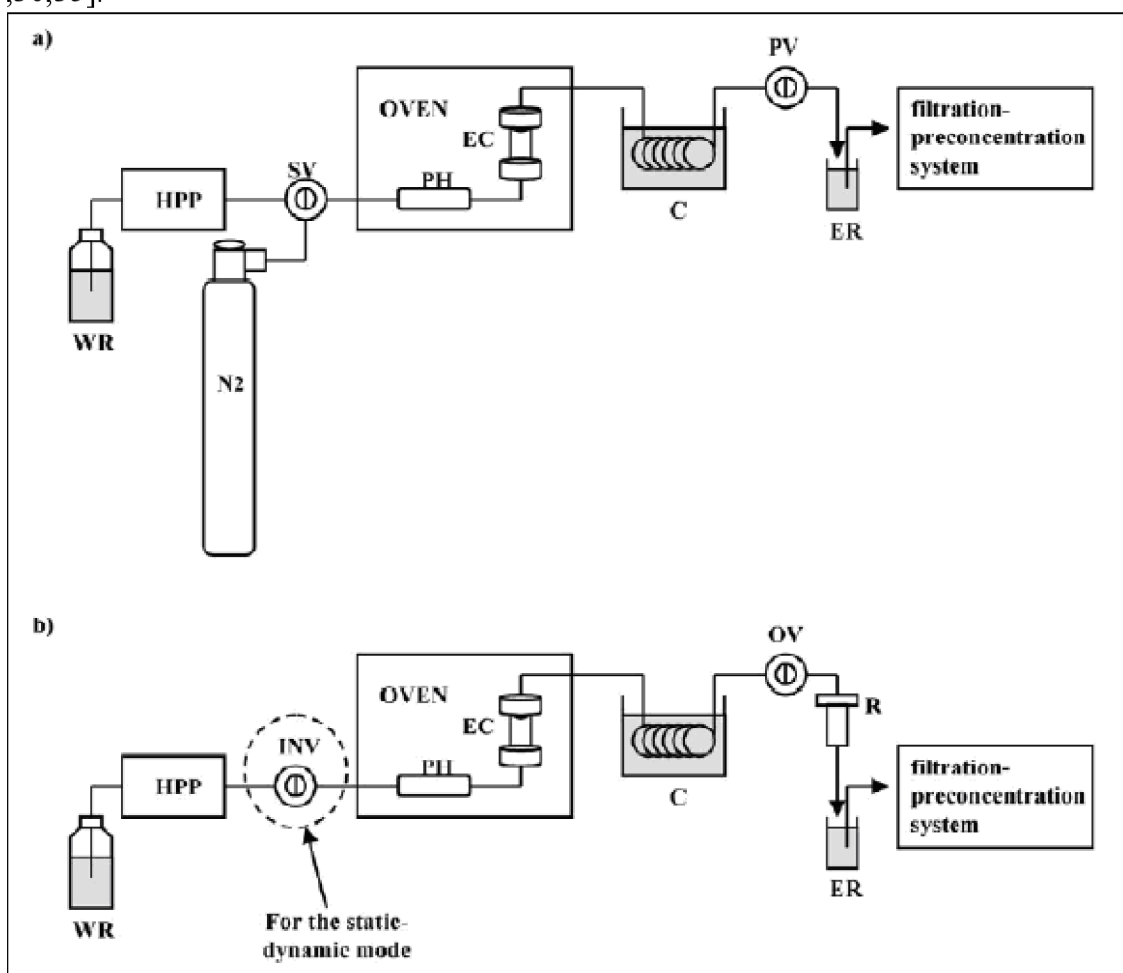 a)
PV
OVEN
EC
filtration-
preconcentration
system
SV
PH
HPP
C
ER
WR
N2
b)
OV
OVEN
EC
R
INV
PH
HPP
filtration-
preconcentration
system
C
ER
WR
For the static-
dynamic mode